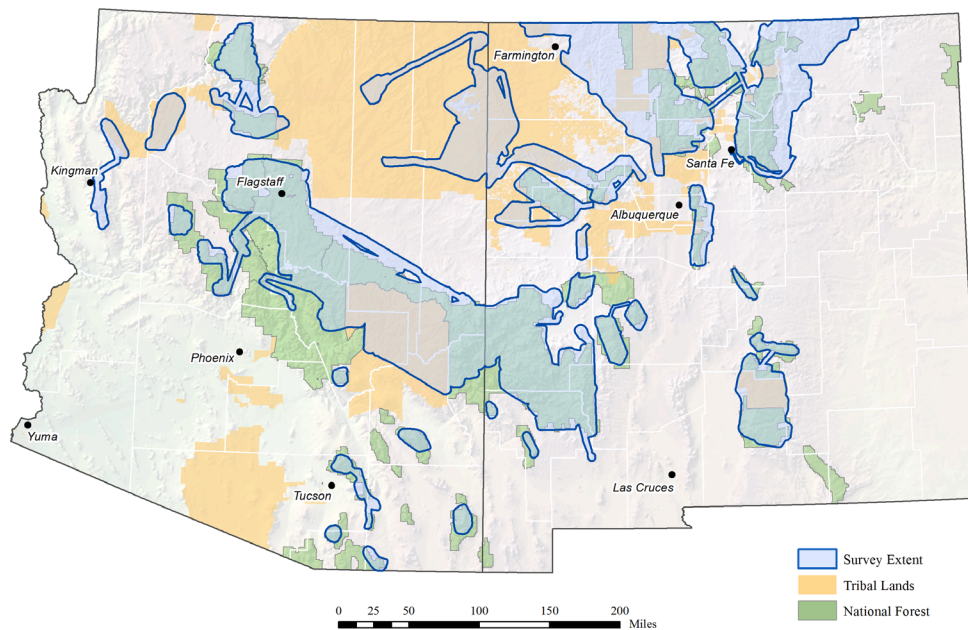 Farmington
Kingman
Santa Fe
Flagstaff
Albuquerque
Phoenix
Yuma
Las Cruces
Tucson
Survey Extent
Tribal Lands
National Forest
0 25 50 100 150 200
Miles